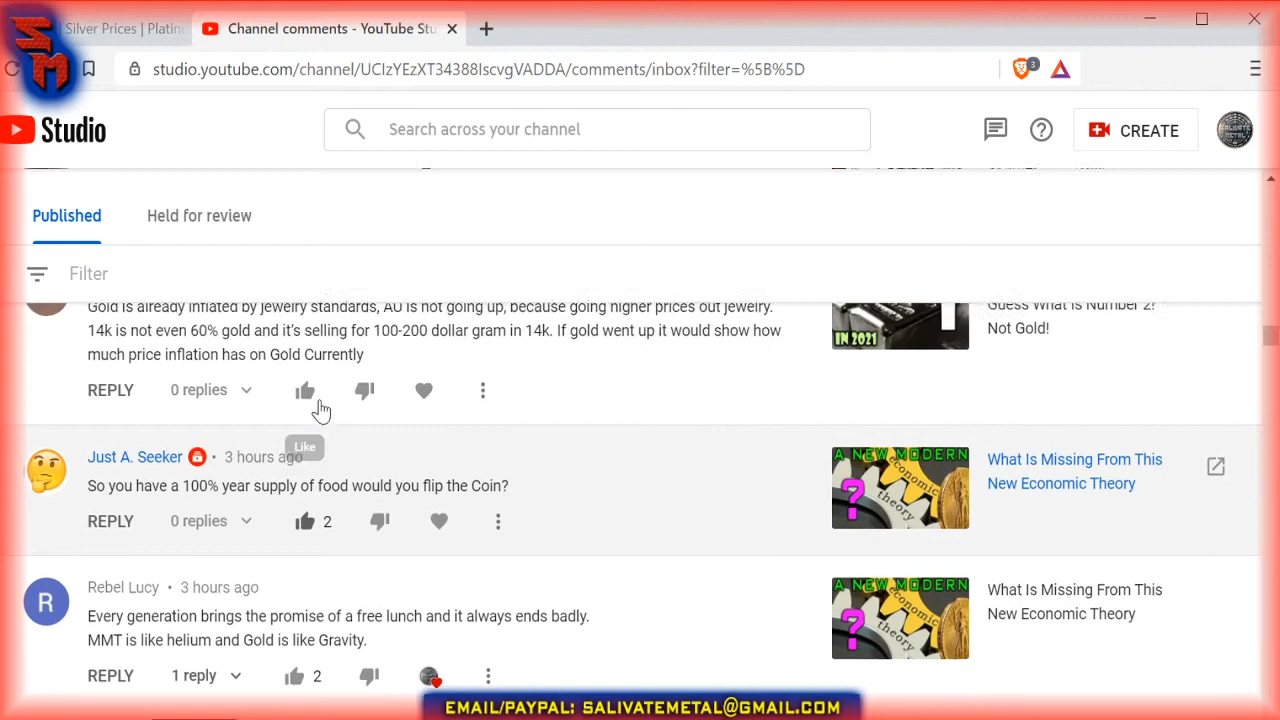 SM
Silver Prices | Platin
Channel comments - YouTube Stu
studio.youtube.com/channel/UCIzYEzXT34388IscvgVADDA/comments/inbox?filter=%5B%5D
3
Studio
Search across your channel
CREATE
SALIVATE METAL
Published
Held for review
Filter
Gold is already inflated by jewelry standards, AU is not going up, because going higher prices out jewelry.
14k is not even 60% gold and it's selling for 100-200 dollar gram in 14k. If gold went up it would show how
much price inflation has on Gold Currently
REPLY 0 replies
IN 2021
Guess What Is Number 2!
Not Gold!
Like
Just A. Seeker • 3 hours ago
So you have a 100% year supply of food would you flip the Coin?
REPLY 0 replies 2
A NEW MODERN
economic
theory
?
What Is Missing From This
New Economic Theory
R
Rebel Lucy • 3 hours ago
Every generation brings the promise of a free lunch and it always ends badly.
MMT is like helium and Gold is like Gravity.
REPLY 1 reply 2
A NEW MODERN
economic
theory
?
What Is Missing From This
New Economic Theory
EMAIL/PAYPAL: SALIVATEMETAL@GMAIL.COM